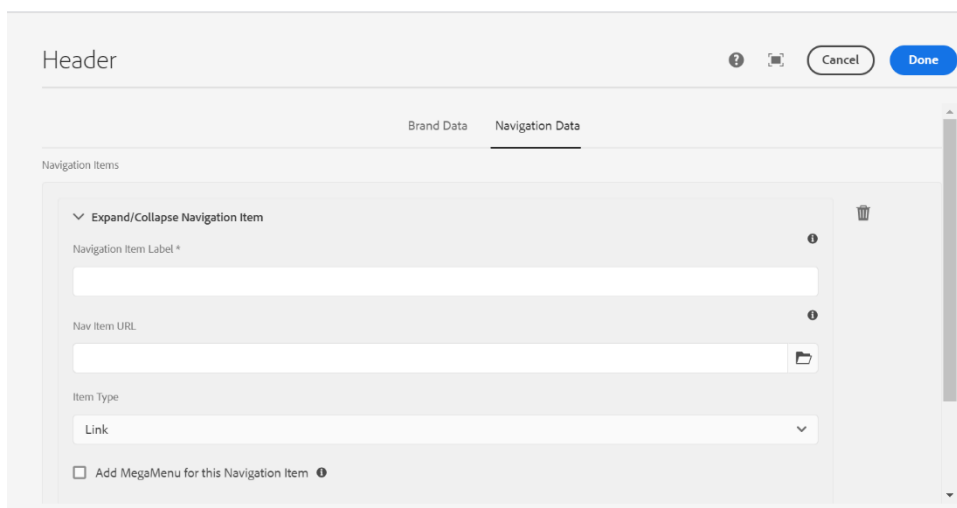 Header
Cancel
Done
Brand Data
Navigation Data
Navigation Items
Expand/Collapse Navigation Item
Navigation Item Label *
Nav Item URL
Item Type
Link
Add MegaMenu for this Navigation Item